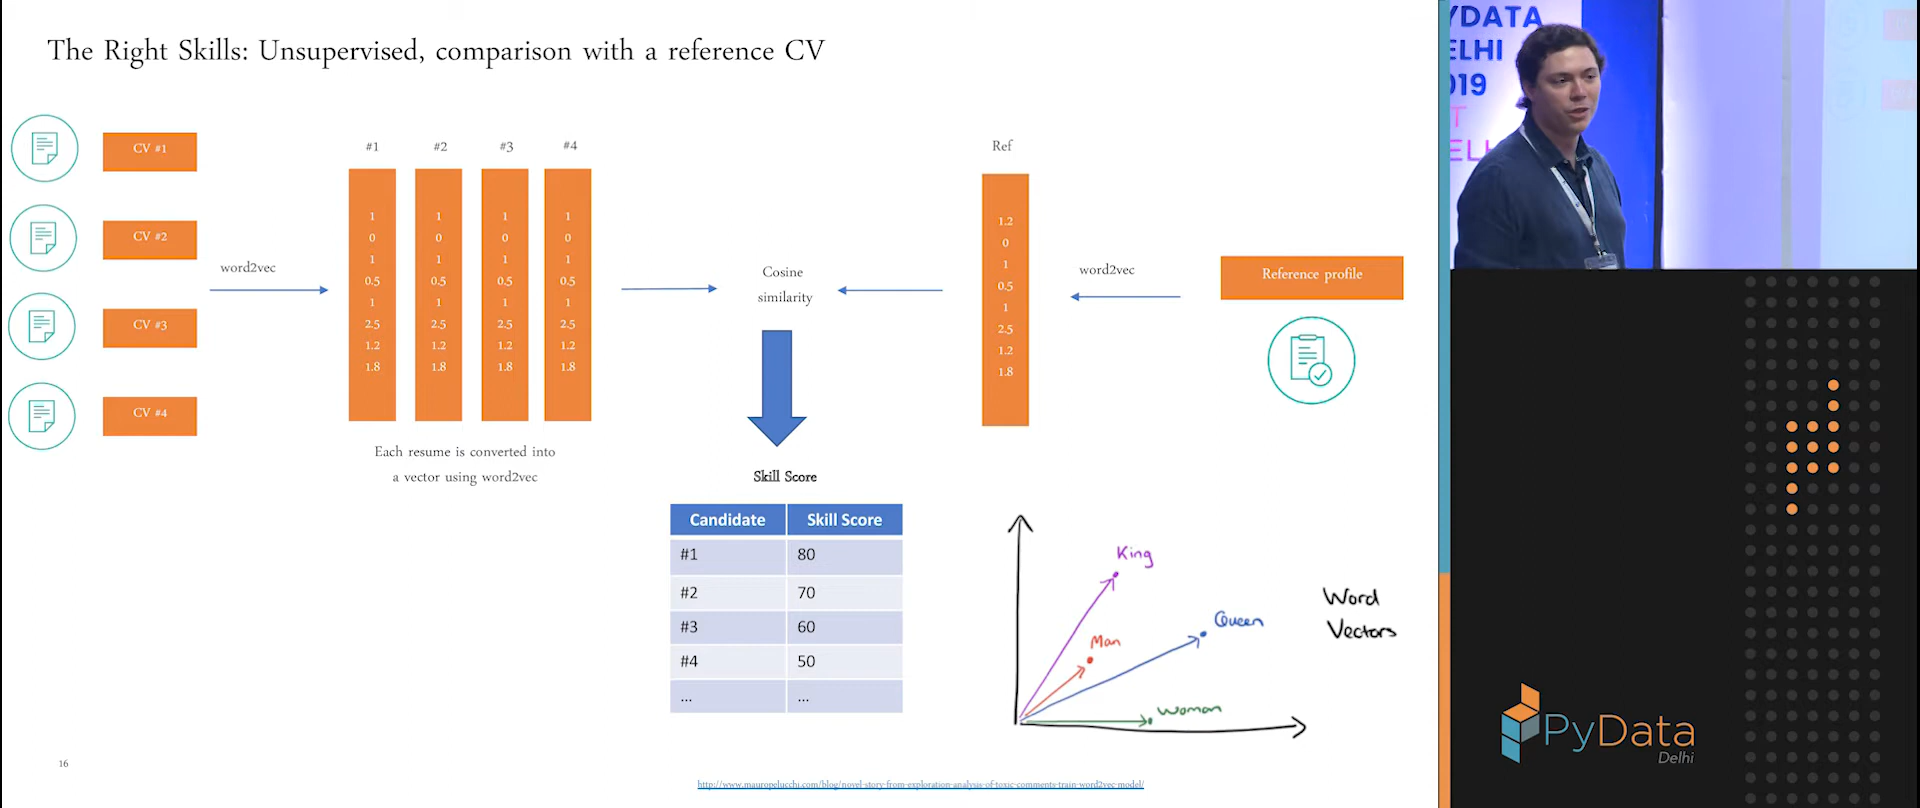 The Right Skills: Unsupervised, comparison with a reference CV
CV #1
CV #2
CV #3
CV #4
word2vec
#1 #2 #3 #4
1 1 1 1
0 0 0 0
1 1 1 1
0.5 0.5 0.5 0.5
1 1 1 1
2.5 2.5 2.5 2.5
1.2 1.2 1.2 1.2
1.8 1.8 1.8 1.8
Each resume is converted into
a vector using word2vec
Cosine
similarity
Ref
1.2
0
1
0.5
1
2.5
1.2
1.8
word2vec
Reference profile
Skill Score
Candidate Skill Score
#1 80
#2 70
#3 60
#4 50
... ...
King
Queen
Man
Woman
Word
Vectors
16
http://www.mauropelucchi.com/blog/novel-story-from-exploration-analysis-of-toxic-comments-train-word2vec-model/
YDATA
ELHI
019
T
ELH
PyData
Delhi